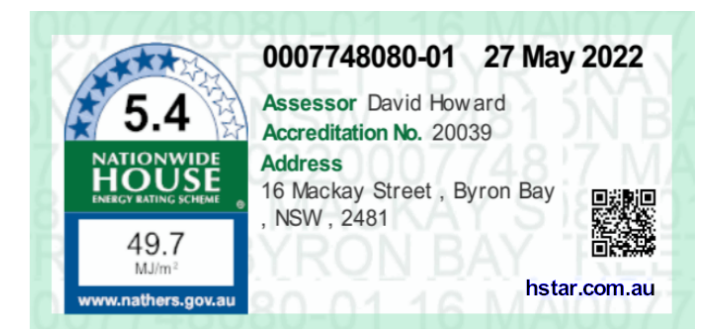 0007748080-01 27 May 2022
5.4
Assessor David Howard
Accreditation No. 20039
NATIONWIDE
HOUSE
ENERGY RATING SCHEME
Address
16 Mackay Street , Byron Bay
, NSW , 2481
49.7
MJ/m²
www.nathers.gov.au
hstar.com.au